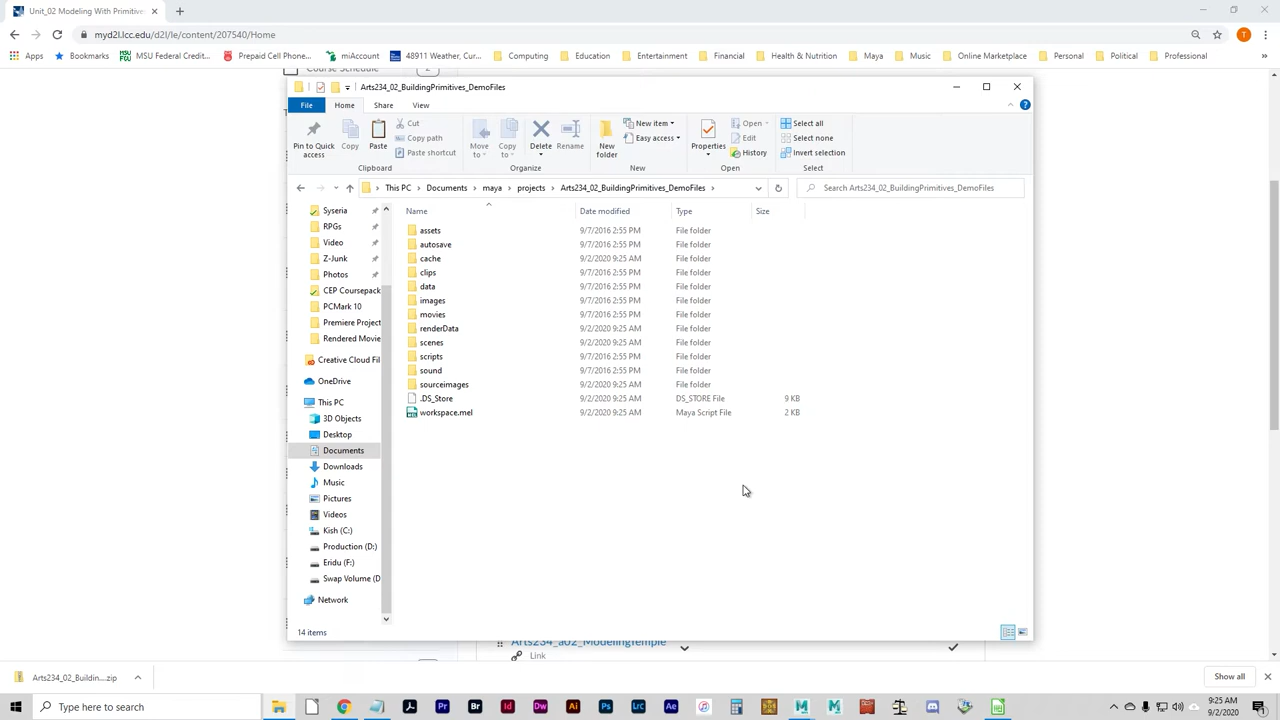 Unit_02 Modeling With Primitive
myd2l.lcc.edu/d2l/le/content/207540/Home
T
Apps
Bookmarks
MSU Federal Credit...
Prepaid Cell Phone...
miAccount
48911 Weather, Cur...
Computing
Education
Entertainment
Financial
Health & Nutrition
Maya
Music
Online Marketplace
Personal
Political
Professional
»
Course Schedule
Arts234_02_BuildingPrimitives_DemoFiles
File
Home
Share
View
Pin to Quick access
Copy
Paste
Cut
Copy path
Paste shortcut
Clipboard
Move to
Copy to
Delete
Rename
Organize
New folder
New item
Easy access
New
Properties
Open
Edit
History
Open
Select all
Select none
Invert selection
Select
This PC > Documents > maya > projects > Arts234_02_BuildingPrimitives_DemoFiles >
Search Arts234_02_BuildingPrimitives_DemoFiles
Syseria
RPGs
Video
Z-Junk
Photos
CEP Coursepack
PCMark 10
Premiere Project
Rendered Movie
Creative Cloud Fil
OneDrive
This PC
3D Objects
Desktop
Documents
Downloads
Music
Pictures
Videos
Kish (C:)
Production (D:)
Eridu (F:)
Swap Volume (D
Network
Name Date modified Type Size
assets 9/7/2016 2:55 PM File folder
autosave 9/7/2016 2:55 PM File folder
cache 9/2/2020 9:25 AM File folder
clips 9/7/2016 2:55 PM File folder
data 9/7/2016 2:55 PM File folder
images 9/7/2016 2:55 PM File folder
movies 9/7/2016 2:55 PM File folder
renderData 9/2/2020 9:25 AM File folder
scenes 9/2/2020 9:25 AM File folder
scripts 9/7/2016 2:55 PM File folder
sound 9/7/2016 2:55 PM File folder
sourceimages 9/2/2020 9:25 AM File folder
.DS_Store 9/2/2020 9:25 AM DS_STORE File 9 KB
workspace.mel 9/2/2020 9:25 AM Maya Script File 2 KB
14 items
Arts234_a02_ModelingTemple
Link
Arts234_02_Buildin....zip
Show all
Type here to search
Pr
Br
Id
Dw
Ai
Ps
Lrc
Ae
9:25 AM
9/2/2020